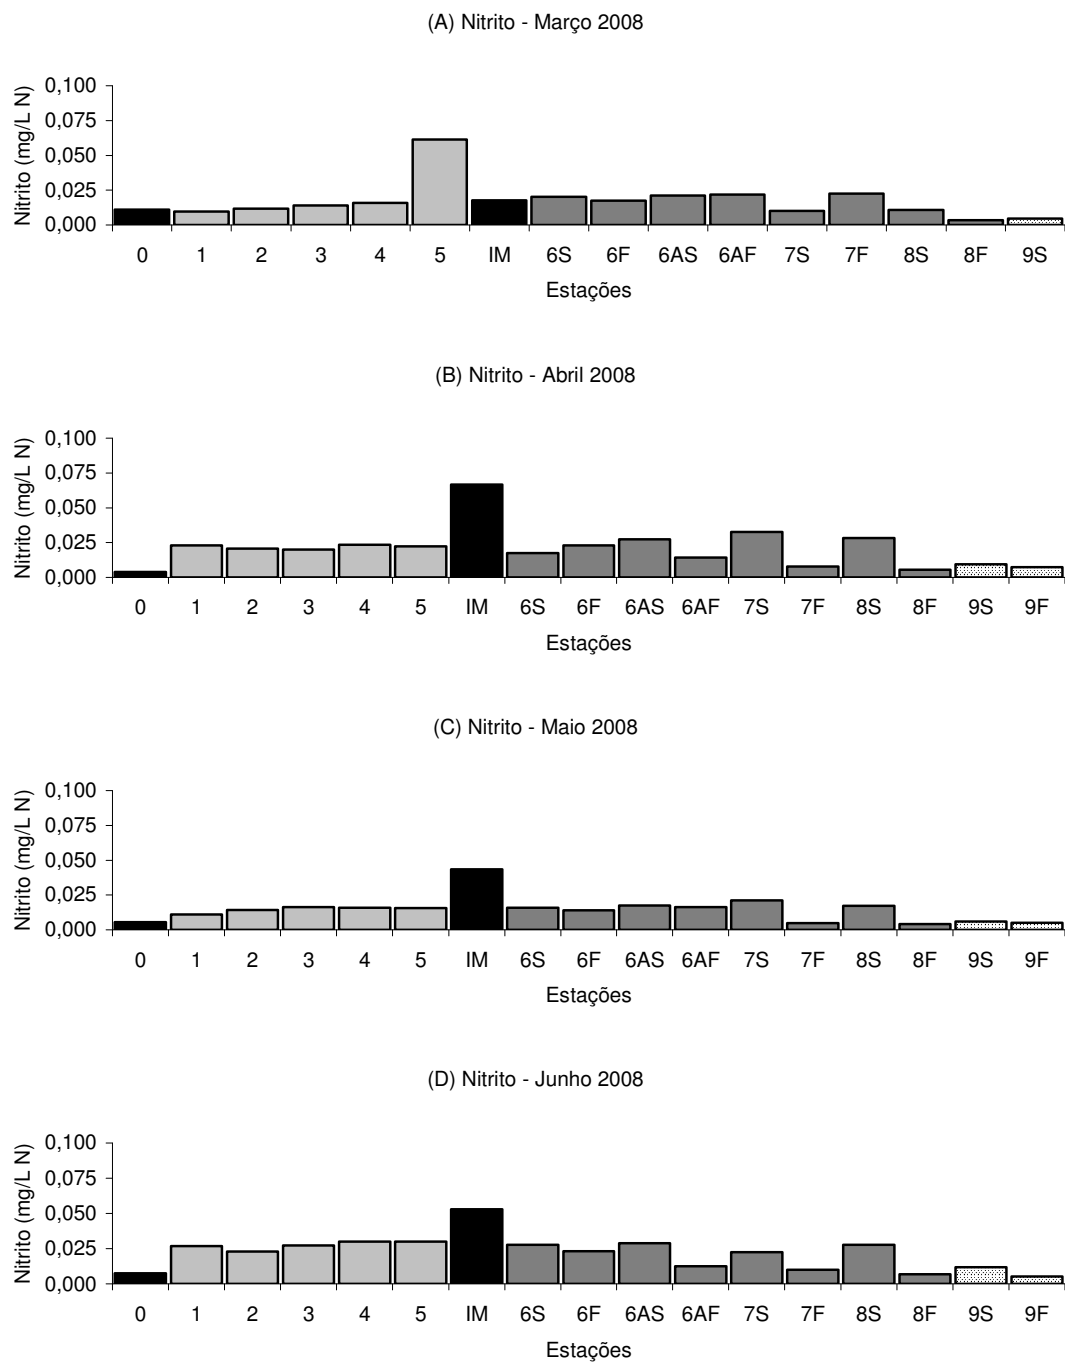 (A) Nitrito - Março 2008
Nitrito (mg/L N)
0,100
0,075
0,050
0,025
0,000
0 1 2 3 4 5 IM 6S 6F 6AS 6AF 7S 7F 8S 8F 9S
Estações
(B) Nitrito - Abril 2008
Nitrito (mg/L N)
0,100
0,075
0,050
0,025
0,000
0 1 2 3 4 5 IM 6S 6F 6AS 6AF 7S 7F 8S 8F 9S 9F
Estações
(C) Nitrito - Maio 2008
Nitrito (mg/L N)
0,100
0,075
0,050
0,025
0,000
0 1 2 3 4 5 IM 6S 6F 6AS 6AF 7S 7F 8S 8F 9S 9F
Estações
(D) Nitrito - Junho 2008
Nitrito (mg/L N)
0,100
0,075
0,050
0,025
0,000
0 1 2 3 4 5 IM 6S 6F 6AS 6AF 7S 7F 8S 8F 9S 9F
Estações